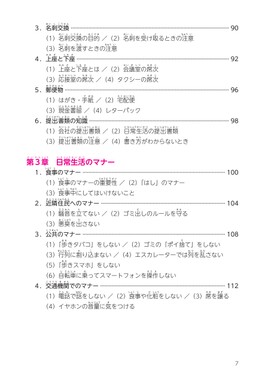 3．名刺交換 90
(1) 名刺交換の目的 ／ (2) 名刺を受け取るときの注意
(3) 名刺を渡すときの注意
4．上座と下座 92
(1) 上座と下座とは ／ (2) 会議室の席次
(3) 応接室の席次 ／ (4) タクシーの席次
5．郵便物 96
(1) はがき・手紙 ／ (2) 宅配便
(3) 現金書留 ／ (4) レターパック
6．提出書類の知識 98
(1) 会社の提出書類 ／ (2) 日常生活の提出書類
(3) 提出書類の注意 ／ (4) 書き方がわからないとき
第3章 日常生活のマナー
1．食事のマナー 100
(1) 食事のマナーの重要性 ／ (2)「はし」のマナー
(3) 食事中にしてはいけないこと
2．近隣住民へのマナー 104
(1) 騒音を立てない ／ (2) ゴミ出しのルールを守る
(3) 悪臭を出さない
3．公共のマナー 108
(1)「歩きタバコ」をしない ／ (2) ゴミの「ポイ捨て」をしない
(3) 行列に割り込まない ／ (4) エスカレーターでは列を乱さない
(5)「歩きスマホ」をしない
(6) 自転車に乗ってスマートフォンを操作しない
4．交通機関でのマナー 112
(1) 電話で話をしない ／ (2) 食事や化粧をしない ／ (3) 席を譲る
(4) イヤホンの音量に気をつける
7